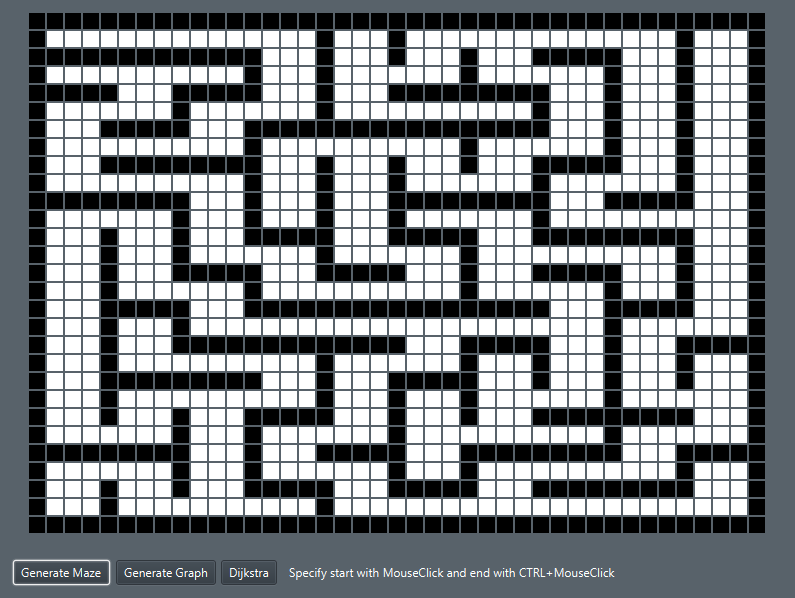 Generate Maze
Generate Graph
Dijkstra
Specify start with MouseClick and end with CTRL+MouseClick